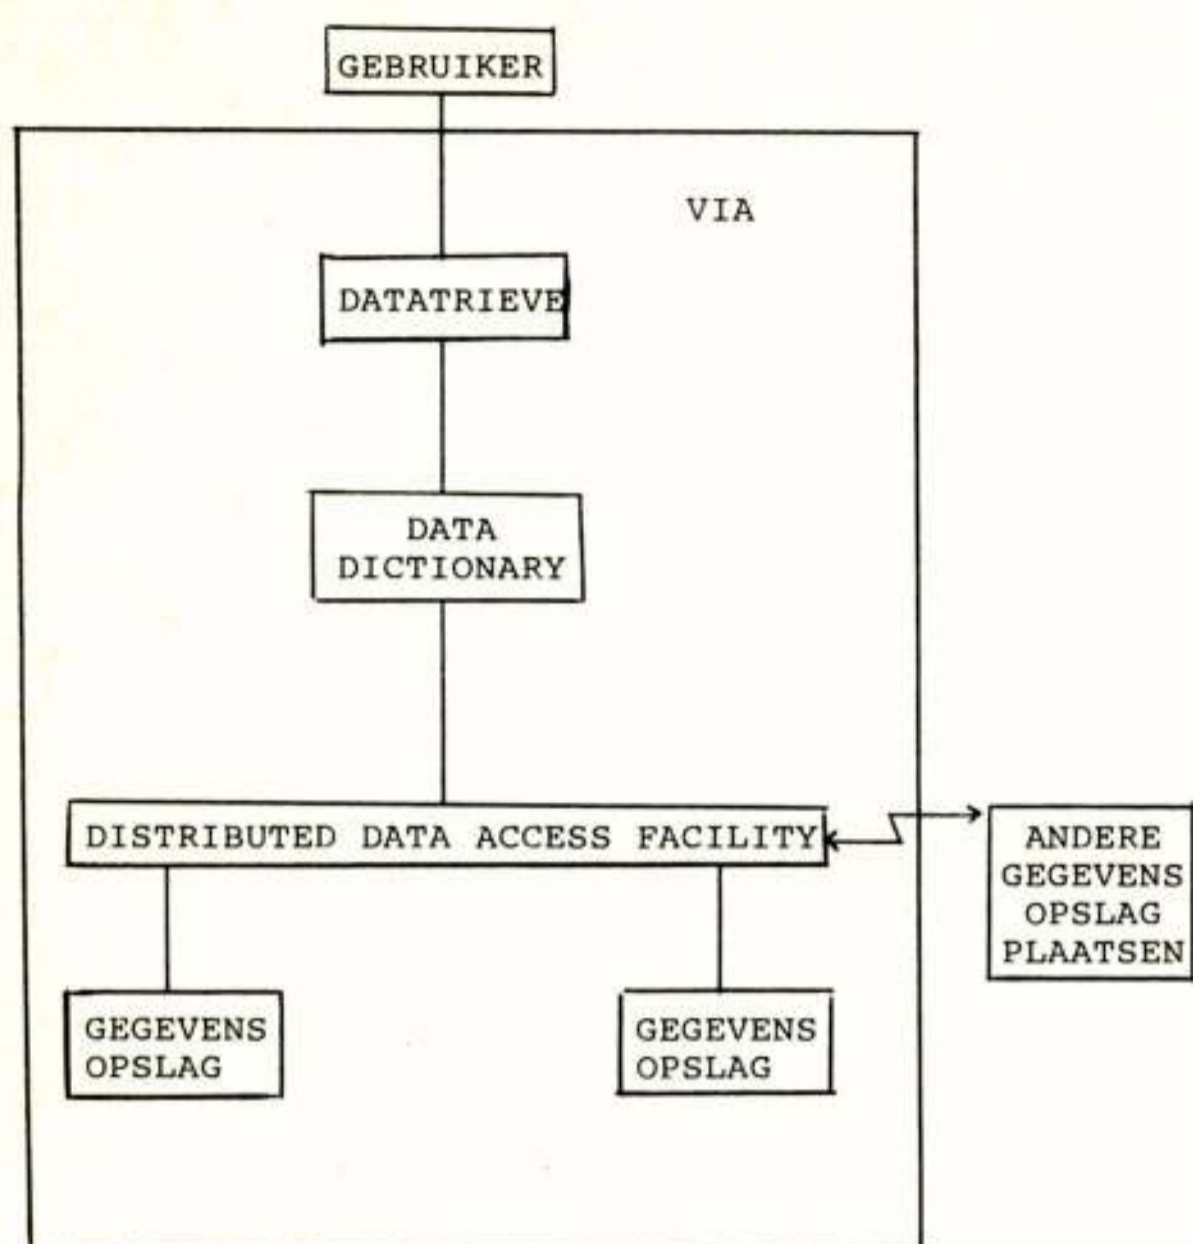 GEBRUIKER
VIA
DATATRIEVE
DATA
DICTIONARY
DISTRIBUTED DATA ACCESS FACILITY
ANDERE
GEGEVENS
OPSLAG
PLAATSEN
GEGEVENS
OPSLAG
GEGEVENS
OPSLAG